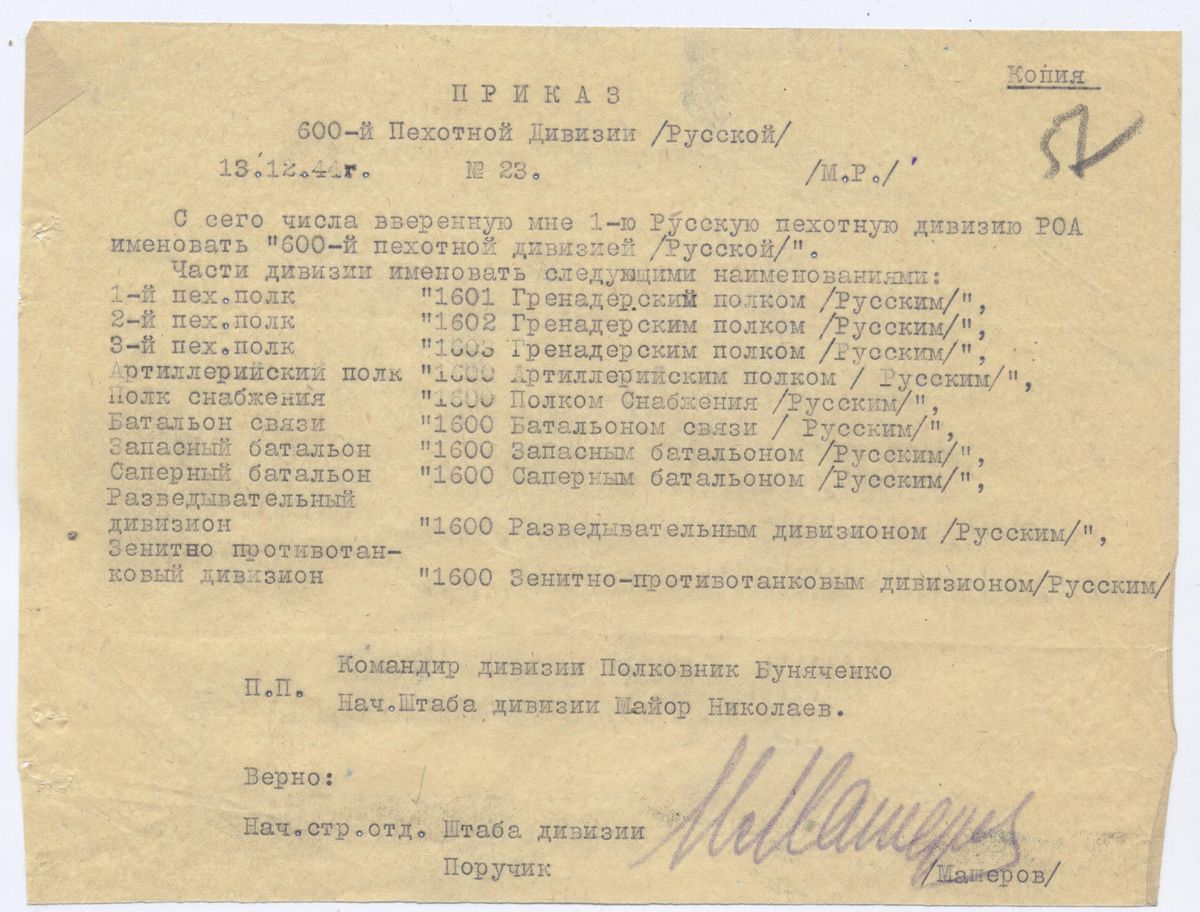 Копия
ПРИКАЗ
57
600-й Пехотной Дивизии /Русской/
13.12.44г. № 23. /М.Р./
С сего числа вверенную мне 1-ю Русскую пехотную дивизию РОА
именовать "600-й пехотной дивизией /Русской/".
Части дивизии именовать следующими наименованиями:
1-й пех.полк "1601 Гренадерский полком /Русским/",
2-й пех.полк "1602 Гренадерским полком /Русским/",
3-й пех.полк "1603 Гренадерским полком /Русским/",
Артиллерийский полк "1600 Артиллерийским полком / Русским/",
Полк снабжения "1600 Полком Снабжения /Русским/",
Батальон связи "1600 Батальоном связи / Русским/",
Запасный батальон "1600 Запасным батальоном /Русским/",
Саперный батальон "1600 Саперным батальоном /Русским/",
Разведывательный
дивизион "1600 Разведывательным дивизионом /Русским/",
Зенитно противотан-
ковый дивизион "1600 Зенитно-противотанковым дивизионом/Русским/
Командир дивизии Полковник Буняченко
П.П.
Нач.Штаба дивизии Майор Николаев.
Верно:
Нач.стр.отд. Штаба дивизии
Поручик /Машеров/